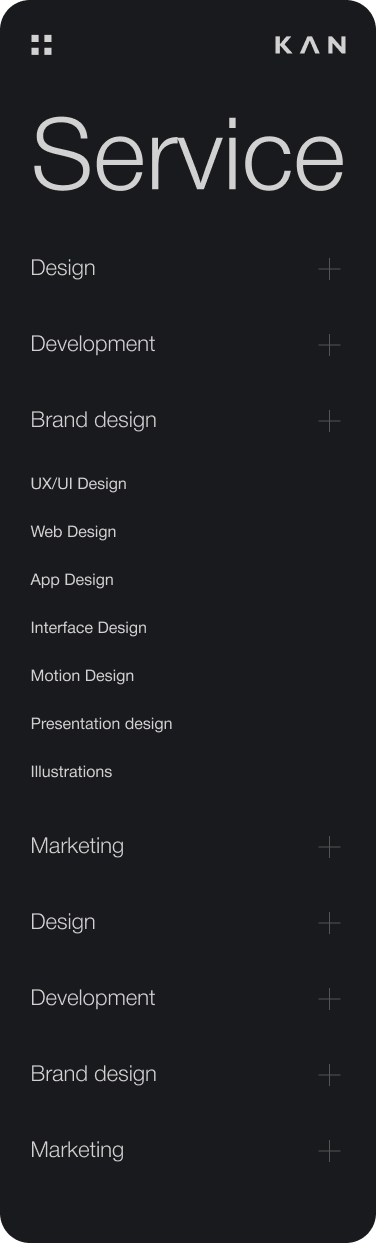 KAN
Service
Design
Development
Brand design
UX/UI Design
Web Design
App Design
Interface Design
Motion Design
Presentation design
Illustrations
Marketing
Design
Development
Brand design
Marketing